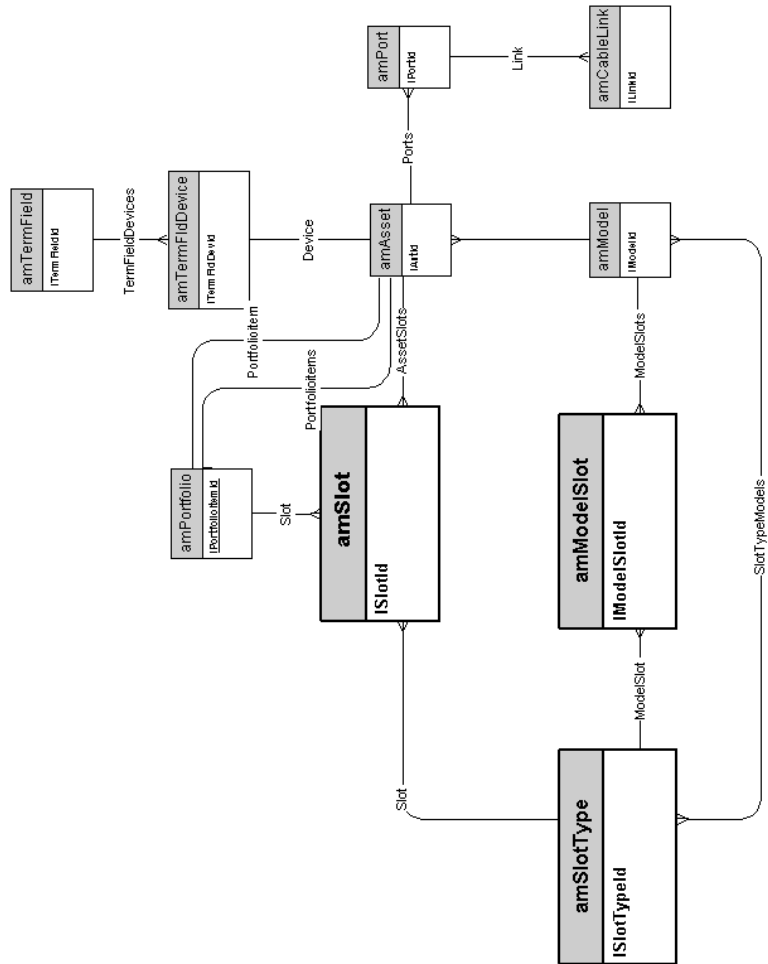 amTermField
lTermFieldId
TermFieldDevices
amTermFldDevice
lTermFldDevId
Device
amPort
lPortId
Link
amCableLink
lLinkId
Ports
amAsset
lAstId
amModel
lModelId
PortfolioItem
PortfolioItems
AssetSlots
amPortfolio
lPortfolioItemId
Slot
amSlot
lSlotId
ModelSlots
amModelSlot
lModelSlotId
SlotTypeModels
Slot
ModelSlot
amSlotType
lSlotTypeId